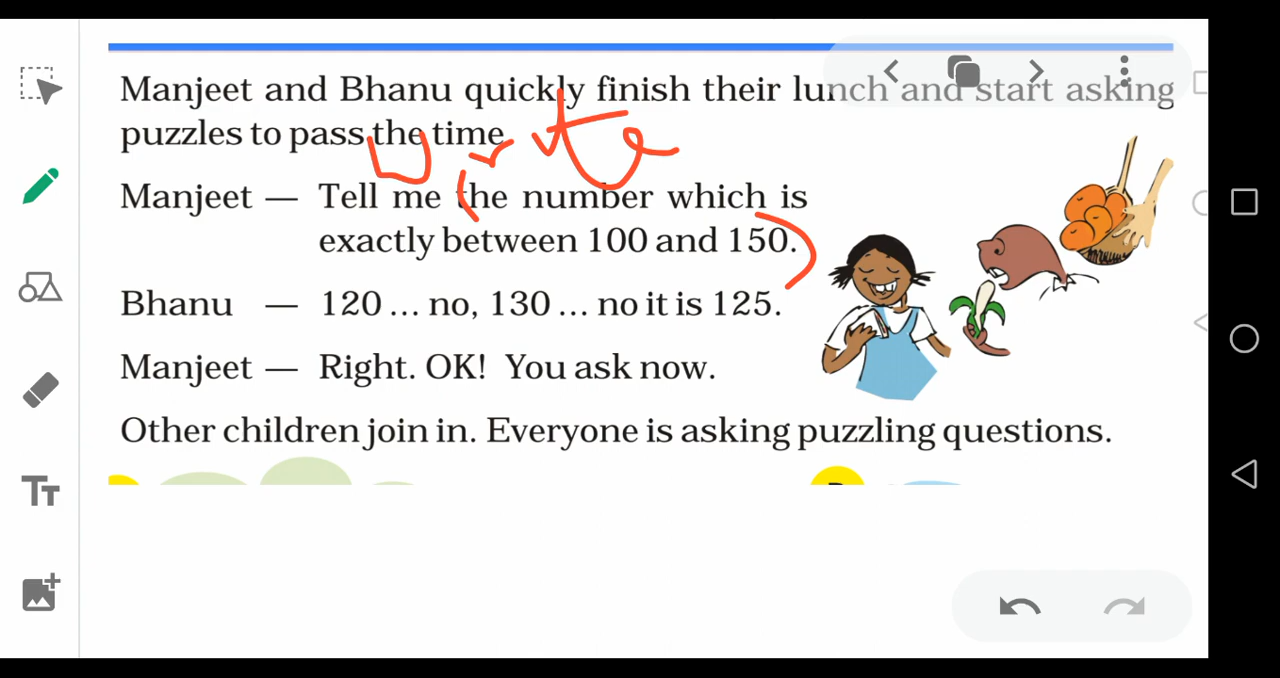 Manjeet and Bhanu quickly finish their lunch and start asking
puzzles to pass the time.
Manjeet — Tell me the number which is
exactly between 100 and 150.
Bhanu — 120 ... no, 130 ... no it is 125.
Manjeet — Right. OK! You ask now.
Other children join in. Everyone is asking puzzling questions.